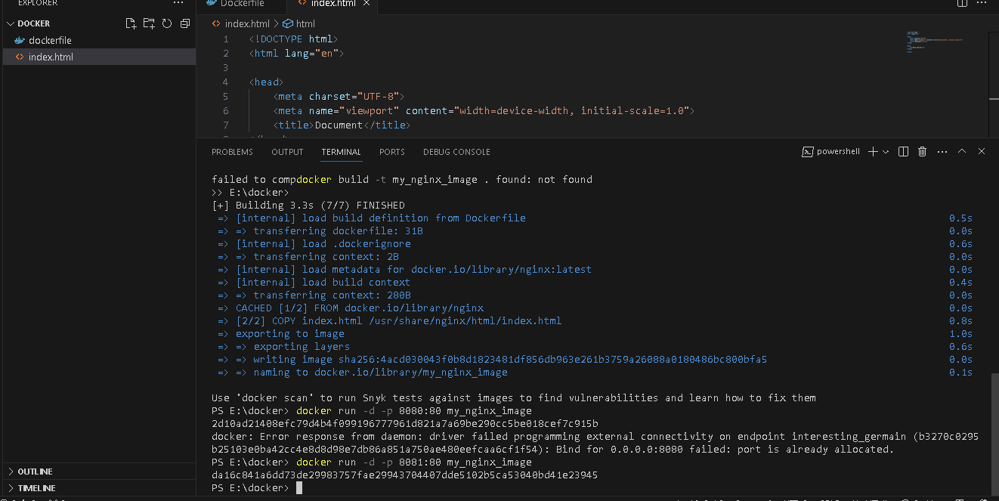 EXPLORER
DOCKER
dockerfile
index.html
Dockerfile
index.html
index.html > html
1 <!DOCTYPE html>
2 <html lang="en">
3
4 <head>
5 <meta charset="UTF-8">
6 <meta name="viewport" content="width=device-width, initial-scale=1.0">
7 <title>Document</title>
PROBLEMS OUTPUT TERMINAL PORTS DEBUG CONSOLE
powershell
failed to compdocker build -t my_nginx_image . found: not found
>> E:\docker>
[+] Building 3.3s (7/7) FINISHED
=> [internal] load build definition from Dockerfile 0.5s
=> => transferring dockerfile: 31B 0.0s
=> [internal] load .dockerignore 0.6s
=> => transferring context: 2B 0.0s
=> [internal] load metadata for docker.io/library/nginx:latest 0.0s
=> [internal] load build context 0.4s
=> => transferring context: 280B 0.0s
=> CACHED [1/2] FROM docker.io/library/nginx 0.0s
=> [2/2] COPY index.html /usr/share/nginx/html/index.html 0.8s
=> exporting to image 1.0s
=> => exporting layers 0.6s
=> => writing image sha256:4acd030043f0b8d1823481df856db963e261b3759a26088a0180486bc800bfa5 0.0s
=> => naming to docker.io/library/my_nginx_image 0.1s
Use 'docker scan' to run Snyk tests against images to find vulnerabilities and learn how to fix them
PS E:\docker> docker run -d -p 8080:80 my_nginx_image
2d10ad21408efc79d4b4f099196777961d821a7a69be290cc5be018cef7c915b
docker: Error response from daemon: driver failed programming external connectivity on endpoint interesting_germain (b3270c0295
b25103e0ba42cc4e8d8d98e7db86a851a750ae480eefcaa6cf1f54): Bind for 0.0.0.0:8080 failed: port is already allocated.
PS E:\docker> docker run -d -p 8081:80 my_nginx_image
da16c841a6dd73de29983757fae29943704407dde5102b5ca53040bd41e23945
PS E:\docker>
OUTLINE
TIMELINE